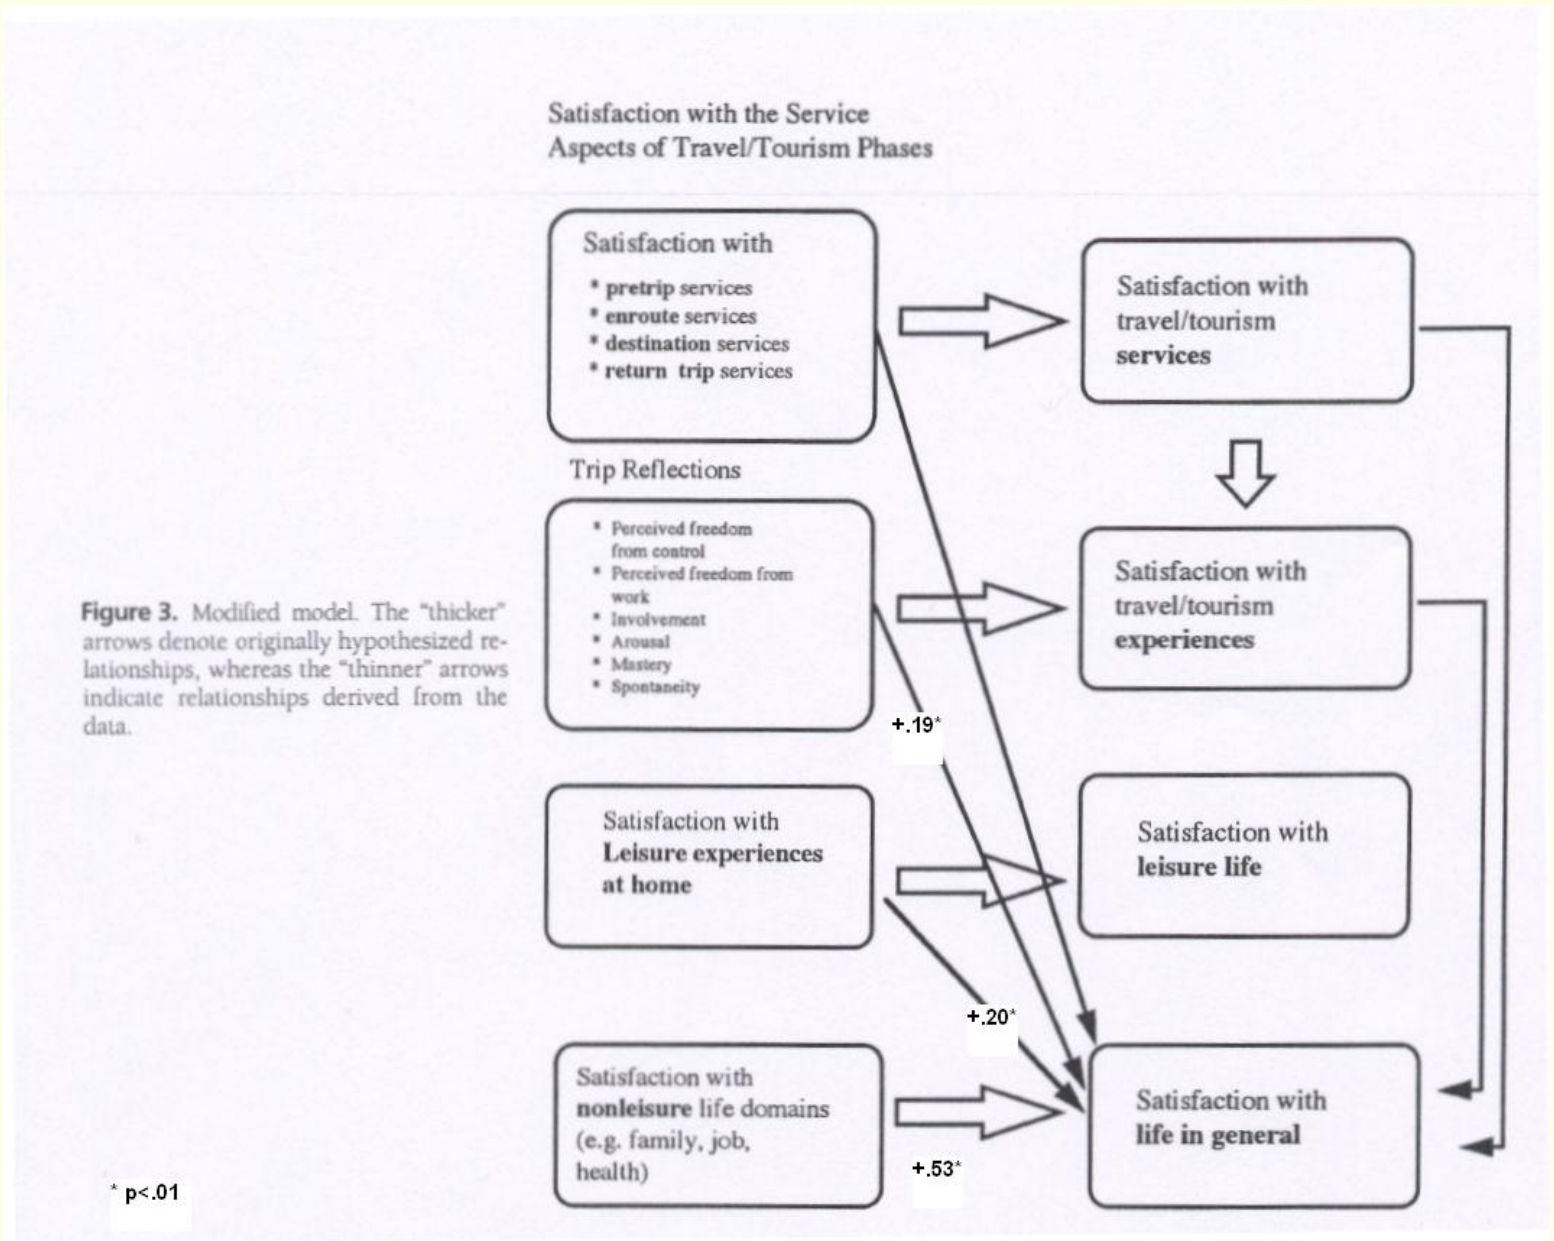 Satisfaction with the Service
Aspects of Travel/Tourism Phases
Satisfaction with
* pretrip services
* enroute services
* destination services
* return trip services
Satisfaction with
travel/tourism
services
Trip Reflections
* Perceived freedom
from control
* Perceived freedom from
work
* Involvement
* Arousal
* Mastery
* Spontaneity
Satisfaction with
travel/tourism
experiences
Figure 3. Modified model. The “thicker”
arrows denote originally hypothesized re-
lationships, whereas the “thinner” arrows
indicate relationships derived from the
data.
+.19*
Satisfaction with
Leisure experiences
at home
Satisfaction with
leisure life
+.20*
Satisfaction with
nonleisure life domains
(e.g. family, job,
health)
+.53*
Satisfaction with
life in general
* p<.01